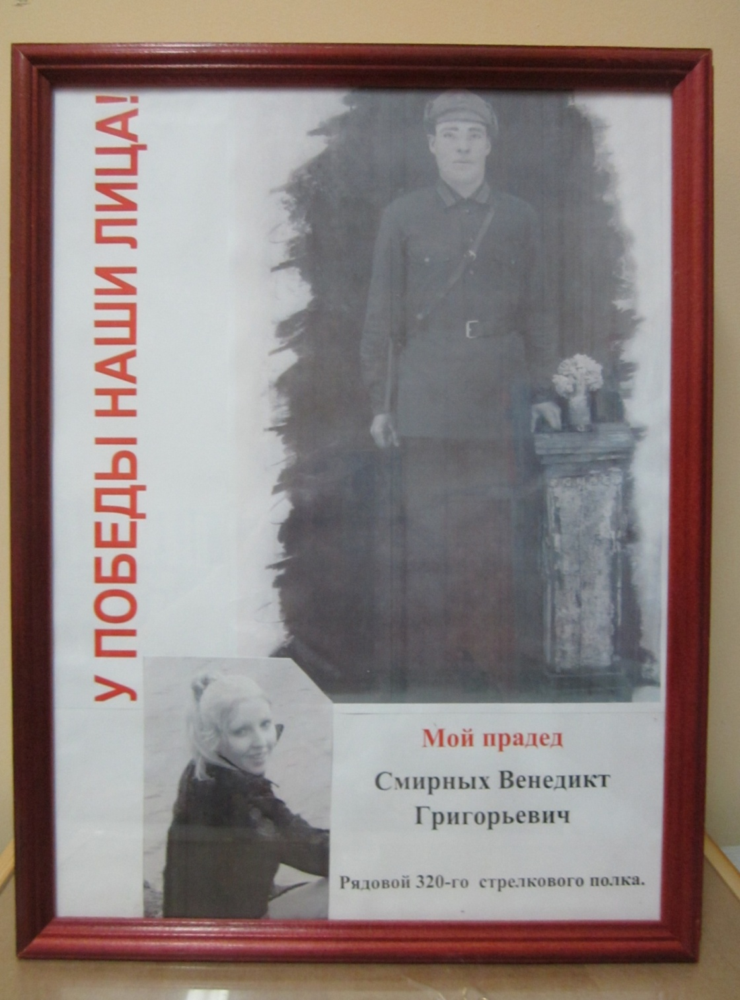 У ПОБЕДЫ НАШИ ЛИЦА!
Мой прадед
Смирных Венедикт
Григорьевич
Рядовой 320-го стрелкового полка.